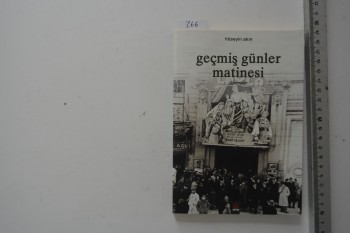 766
hüseyin akın
geçmiş günler
matinesi